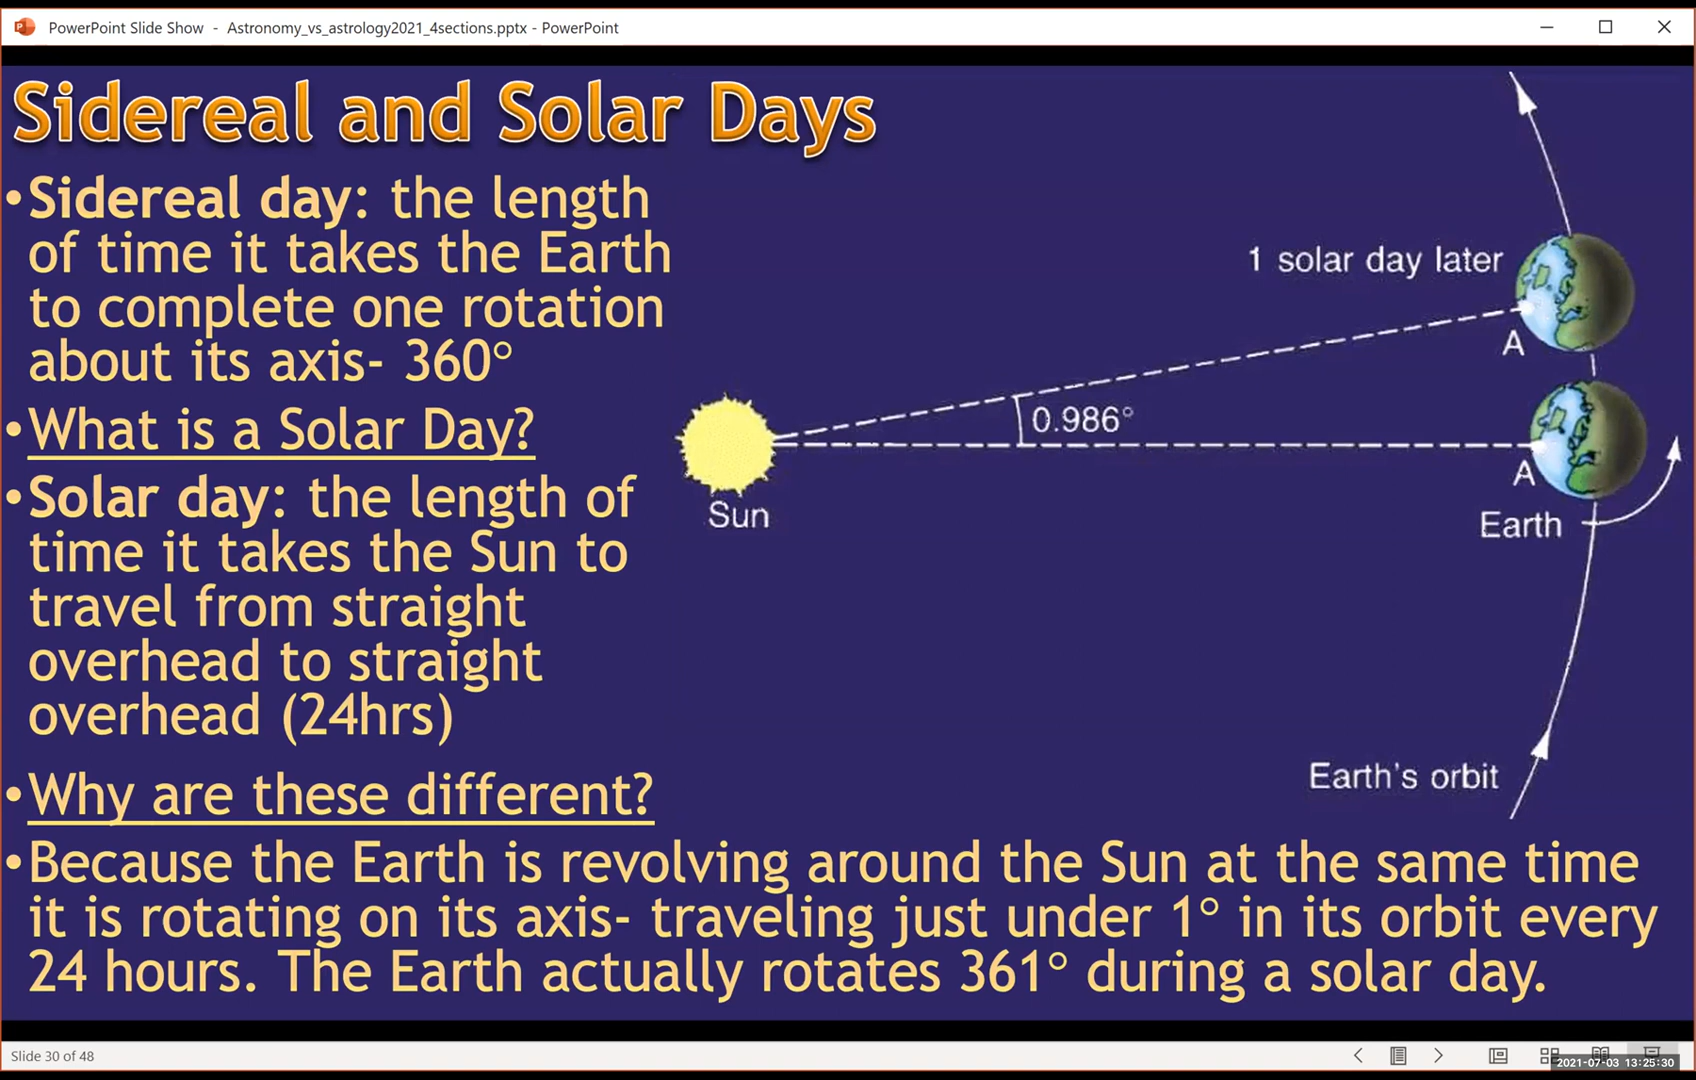 PowerPoint Slide Show - Astronomy_vs_astrology2021_4sections.pptx - PowerPoint
Sidereal and Solar Days
•Sidereal day: the length
of time it takes the Earth
to complete one rotation
about its axis- 360°
•What is a Solar Day?
•Solar day: the length of
time it takes the Sun to
travel from straight
overhead to straight
overhead (24hrs)
•Why are these different?
•Because the Earth is revolving around the Sun at the same time
it is rotating on its axis- traveling just under 1° in its orbit every
24 hours. The Earth actually rotates 361° during a solar day.
1 solar day later
A
0.986°
A
Sun
Earth
Earth's orbit
Slide 30 of 48
2021-07-03 13:25:30